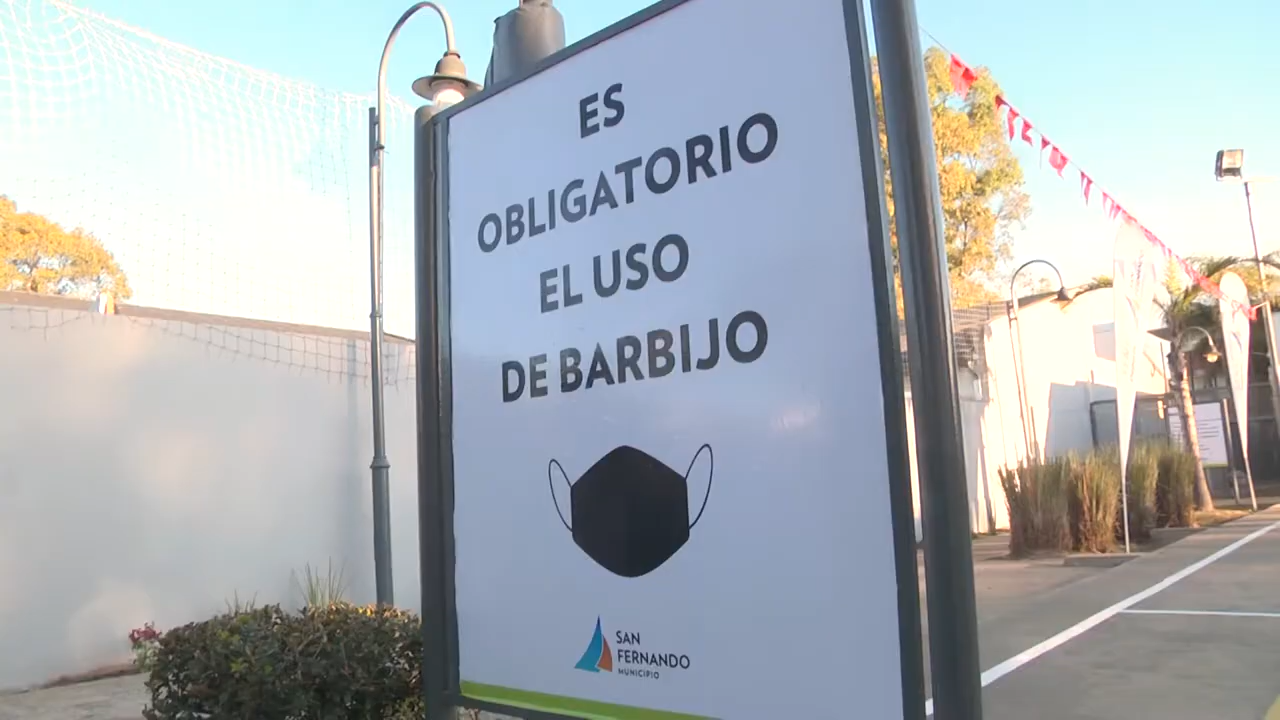 ES
OBLIGATORIO
EL USO
DE BARBIJO
SAN
FERNANDO
MUNICIPIO